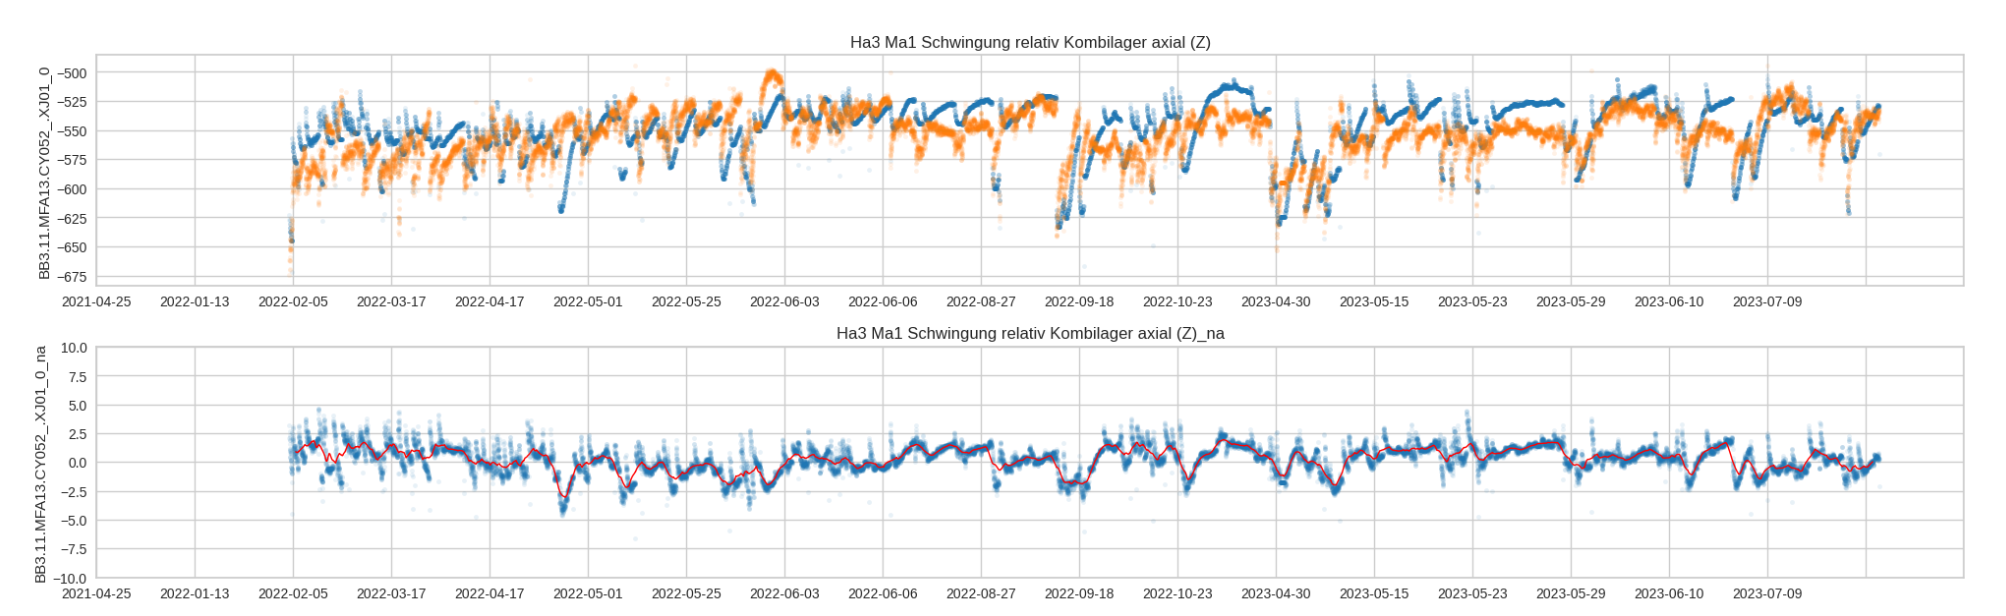 Ha3 Ma1 Schwingung relativ Kombilager axial (Z)
BB3.11.MFA13.CY052_.XJ01_0
−500
−525
−550
−575
−600
−625
−650
−675
2021-04-25 2022-01-13 2022-02-05 2022-03-17 2022-04-17 2022-05-01 2022-05-25 2022-06-03 2022-06-06 2022-08-27 2022-09-18 2022-10-23 2023-04-30 2023-05-15 2023-05-23 2023-05-29 2023-06-10 2023-07-09
Ha3 Ma1 Schwingung relativ Kombilager axial (Z)_na
BB3.11.MFA13.CY052_.XJ01_0_na
10.0
7.5
5.0
2.5
0.0
−2.5
−5.0
−7.5
−10.0
2021-04-25 2022-01-13 2022-02-05 2022-03-17 2022-04-17 2022-05-01 2022-05-25 2022-06-03 2022-06-06 2022-08-27 2022-09-18 2022-10-23 2023-04-30 2023-05-15 2023-05-23 2023-05-29 2023-06-10 2023-07-09